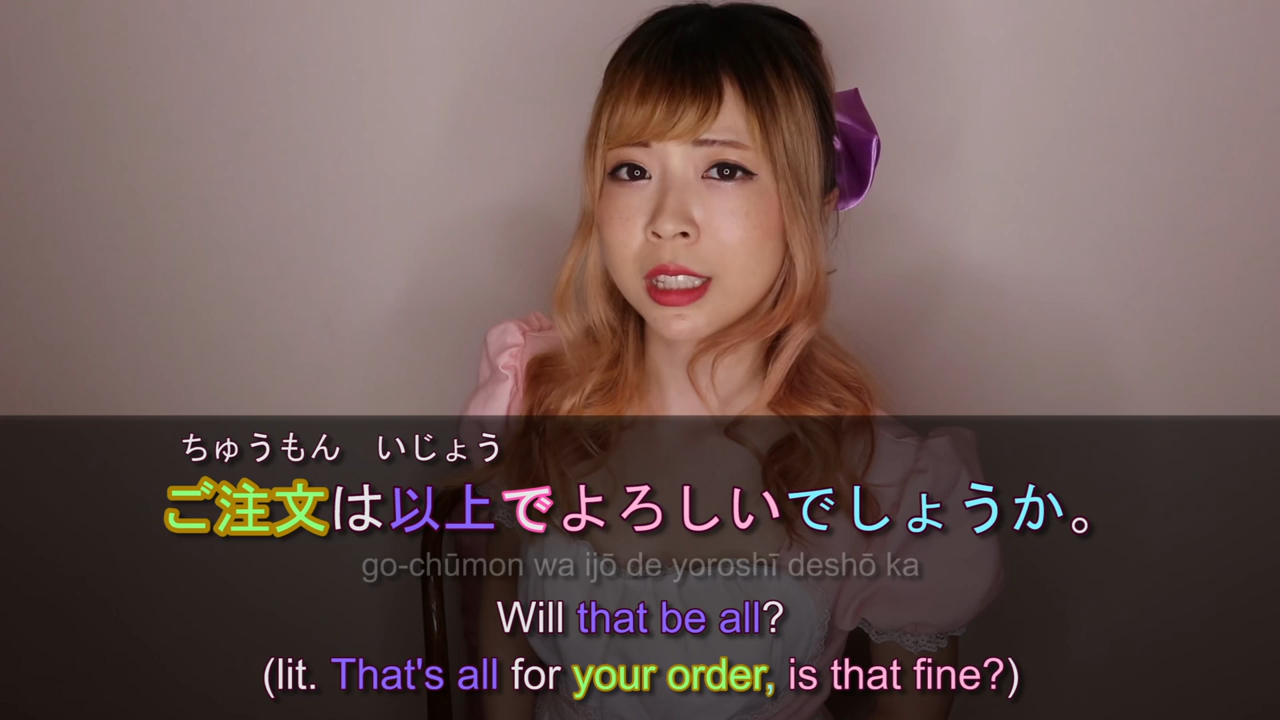 ちゅうもん　いじょう
ご注文は以上でよろしいでしょうか。
go-chūmon wa ijō de yoroshī deshō ka
Will that be all?
(lit. That's all for your order, is that fine?)